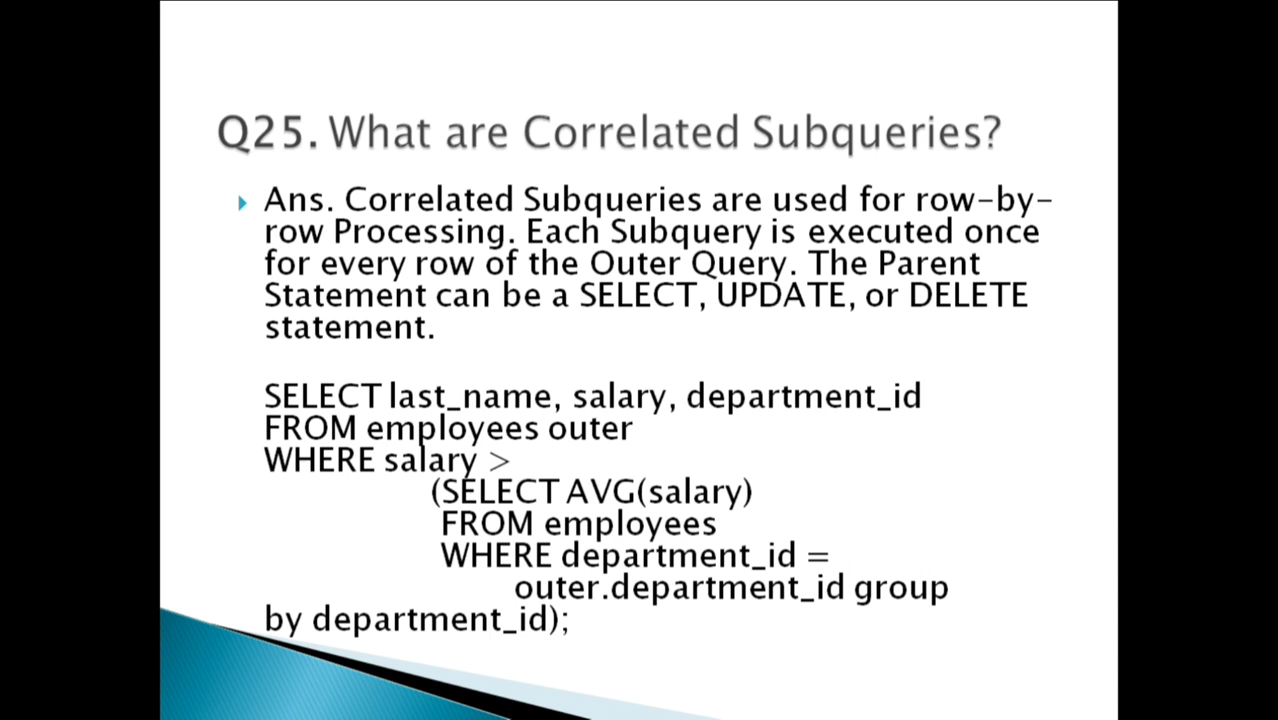 Q25. What are Correlated Subqueries?
Ans. Correlated Subqueries are used for row-by-
row Processing. Each Subquery is executed once
for every row of the Outer Query. The Parent
Statement can be a SELECT, UPDATE, or DELETE
statement.
SELECT last_name, salary, department_id
FROM employees outer
WHERE salary >
(SELECT AVG(salary)
FROM employees
WHERE department_id =
outer.department_id group
by department_id);